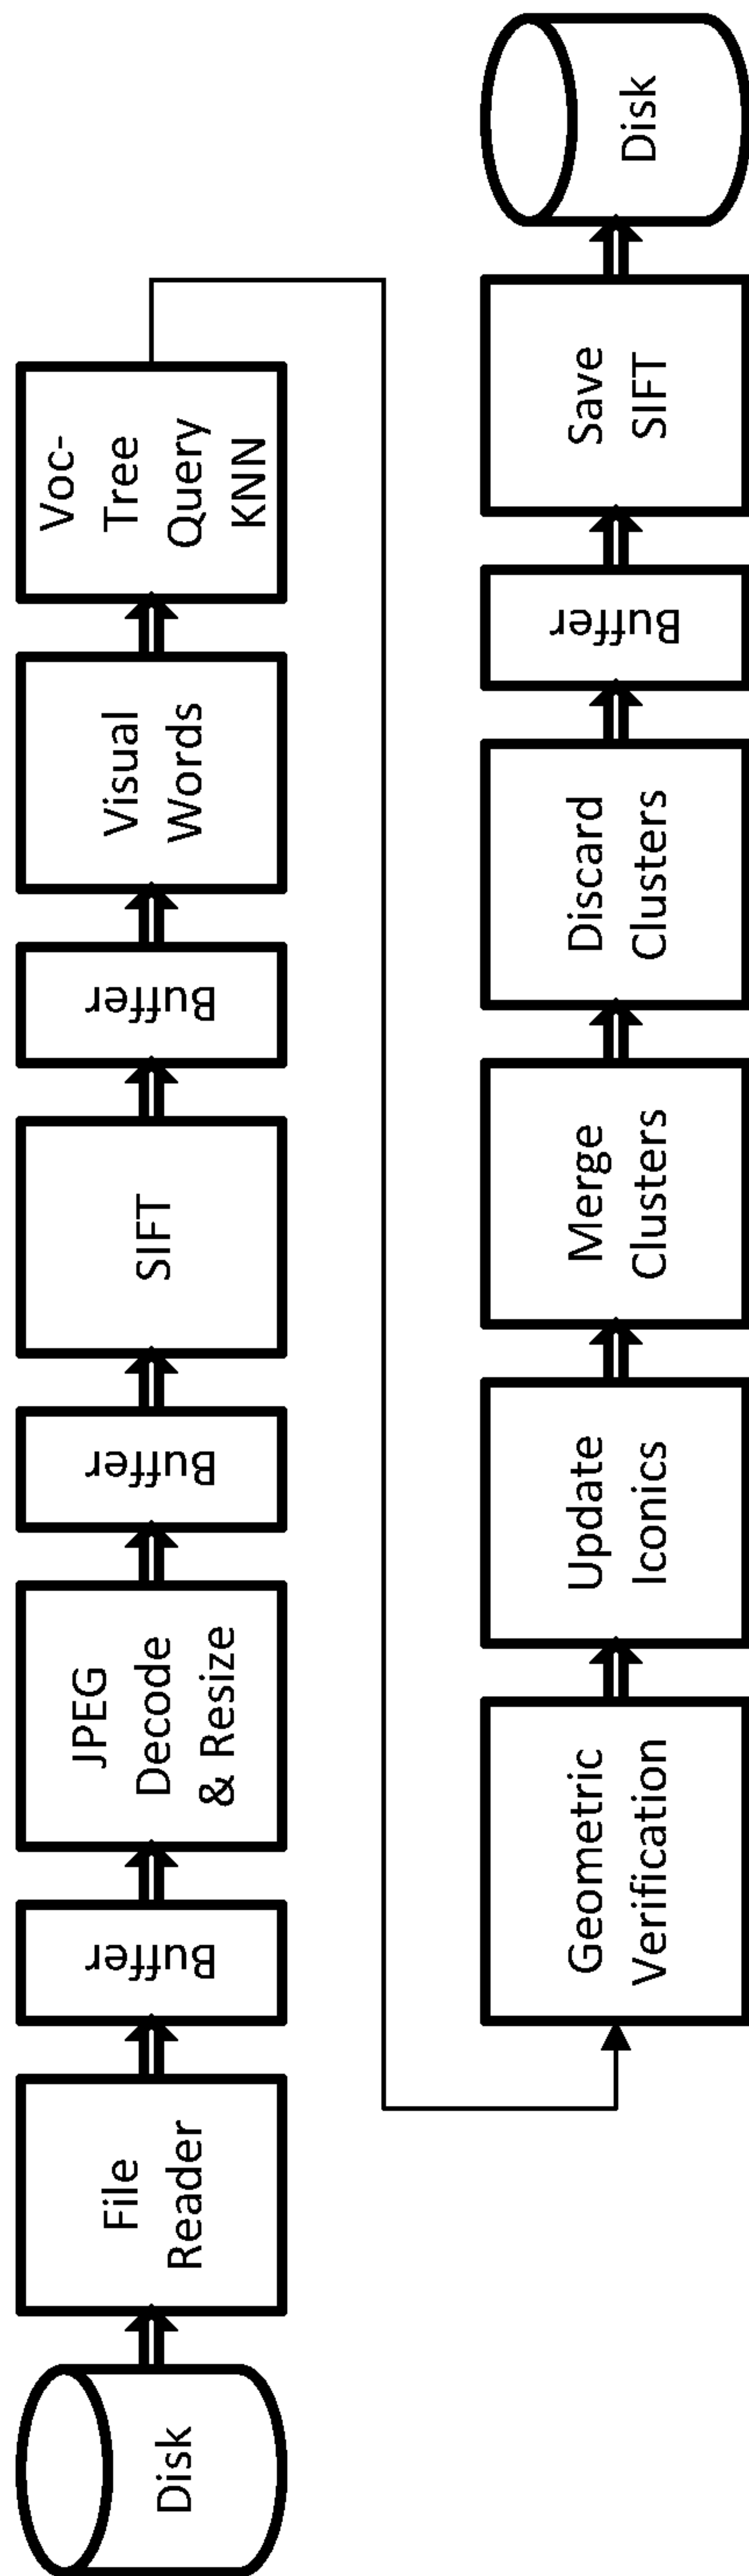 Disk
File
Reader
Buffer
JPEG
Decode
& Resize
Buffer
SIFT
Buffer
Visual
Words
Voc-
Tree
Query
KNN
Geometric
Verification
Update
Iconics
Merge
Clusters
Discard
Clusters
Buffer
Save
SIFT
Disk